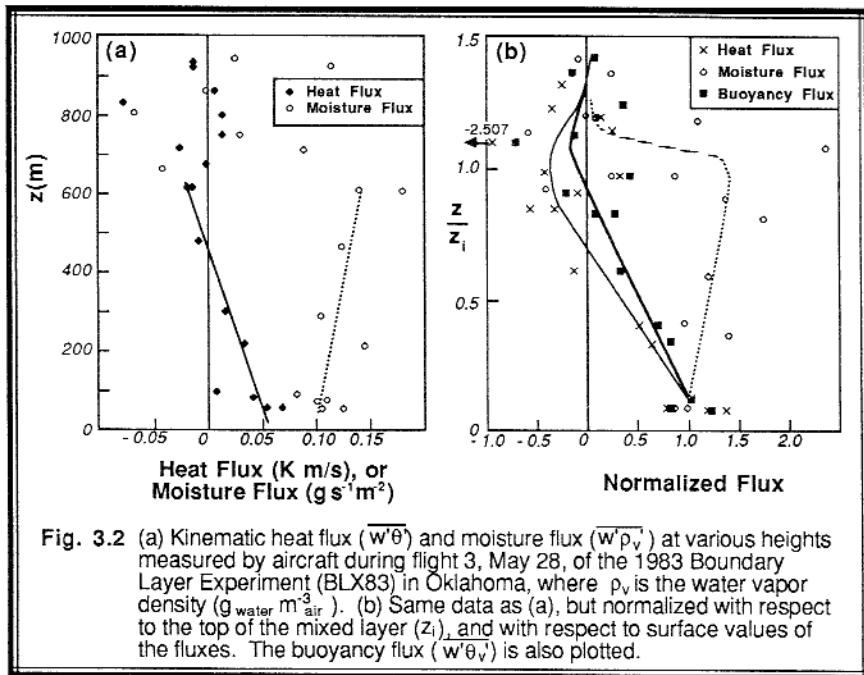 (a)
1000
800
600
400
200
0
z(m)
Heat Flux
Moisture Flux
-0.05
0
0.05
0.10
0.15
Heat Flux (K m/s), or
Moisture Flux (g s⁻¹m⁻²)
(b)
1.5
1.0
0.5
0
z
zᵢ
-2.507
Heat Flux
Moisture Flux
Buoyancy Flux
-1.0
-0.5
0
0.5
1.0
1.5
2.0
Normalized Flux
Fig. 3.2 (a) Kinematic heat flux (w'θ') and moisture flux (w'ρᵥ') at various heights
measured by aircraft during flight 3, May 28, of the 1983 Boundary
Layer Experiment (BLX83) in Oklahoma, where ρᵥ is the water vapor
density (g water m⁻³ air ). (b) Same data as (a), but normalized with respect
to the top of the mixed layer (zᵢ), and with respect to surface values of
the fluxes. The buoyancy flux (w'θᵥ') is also plotted.